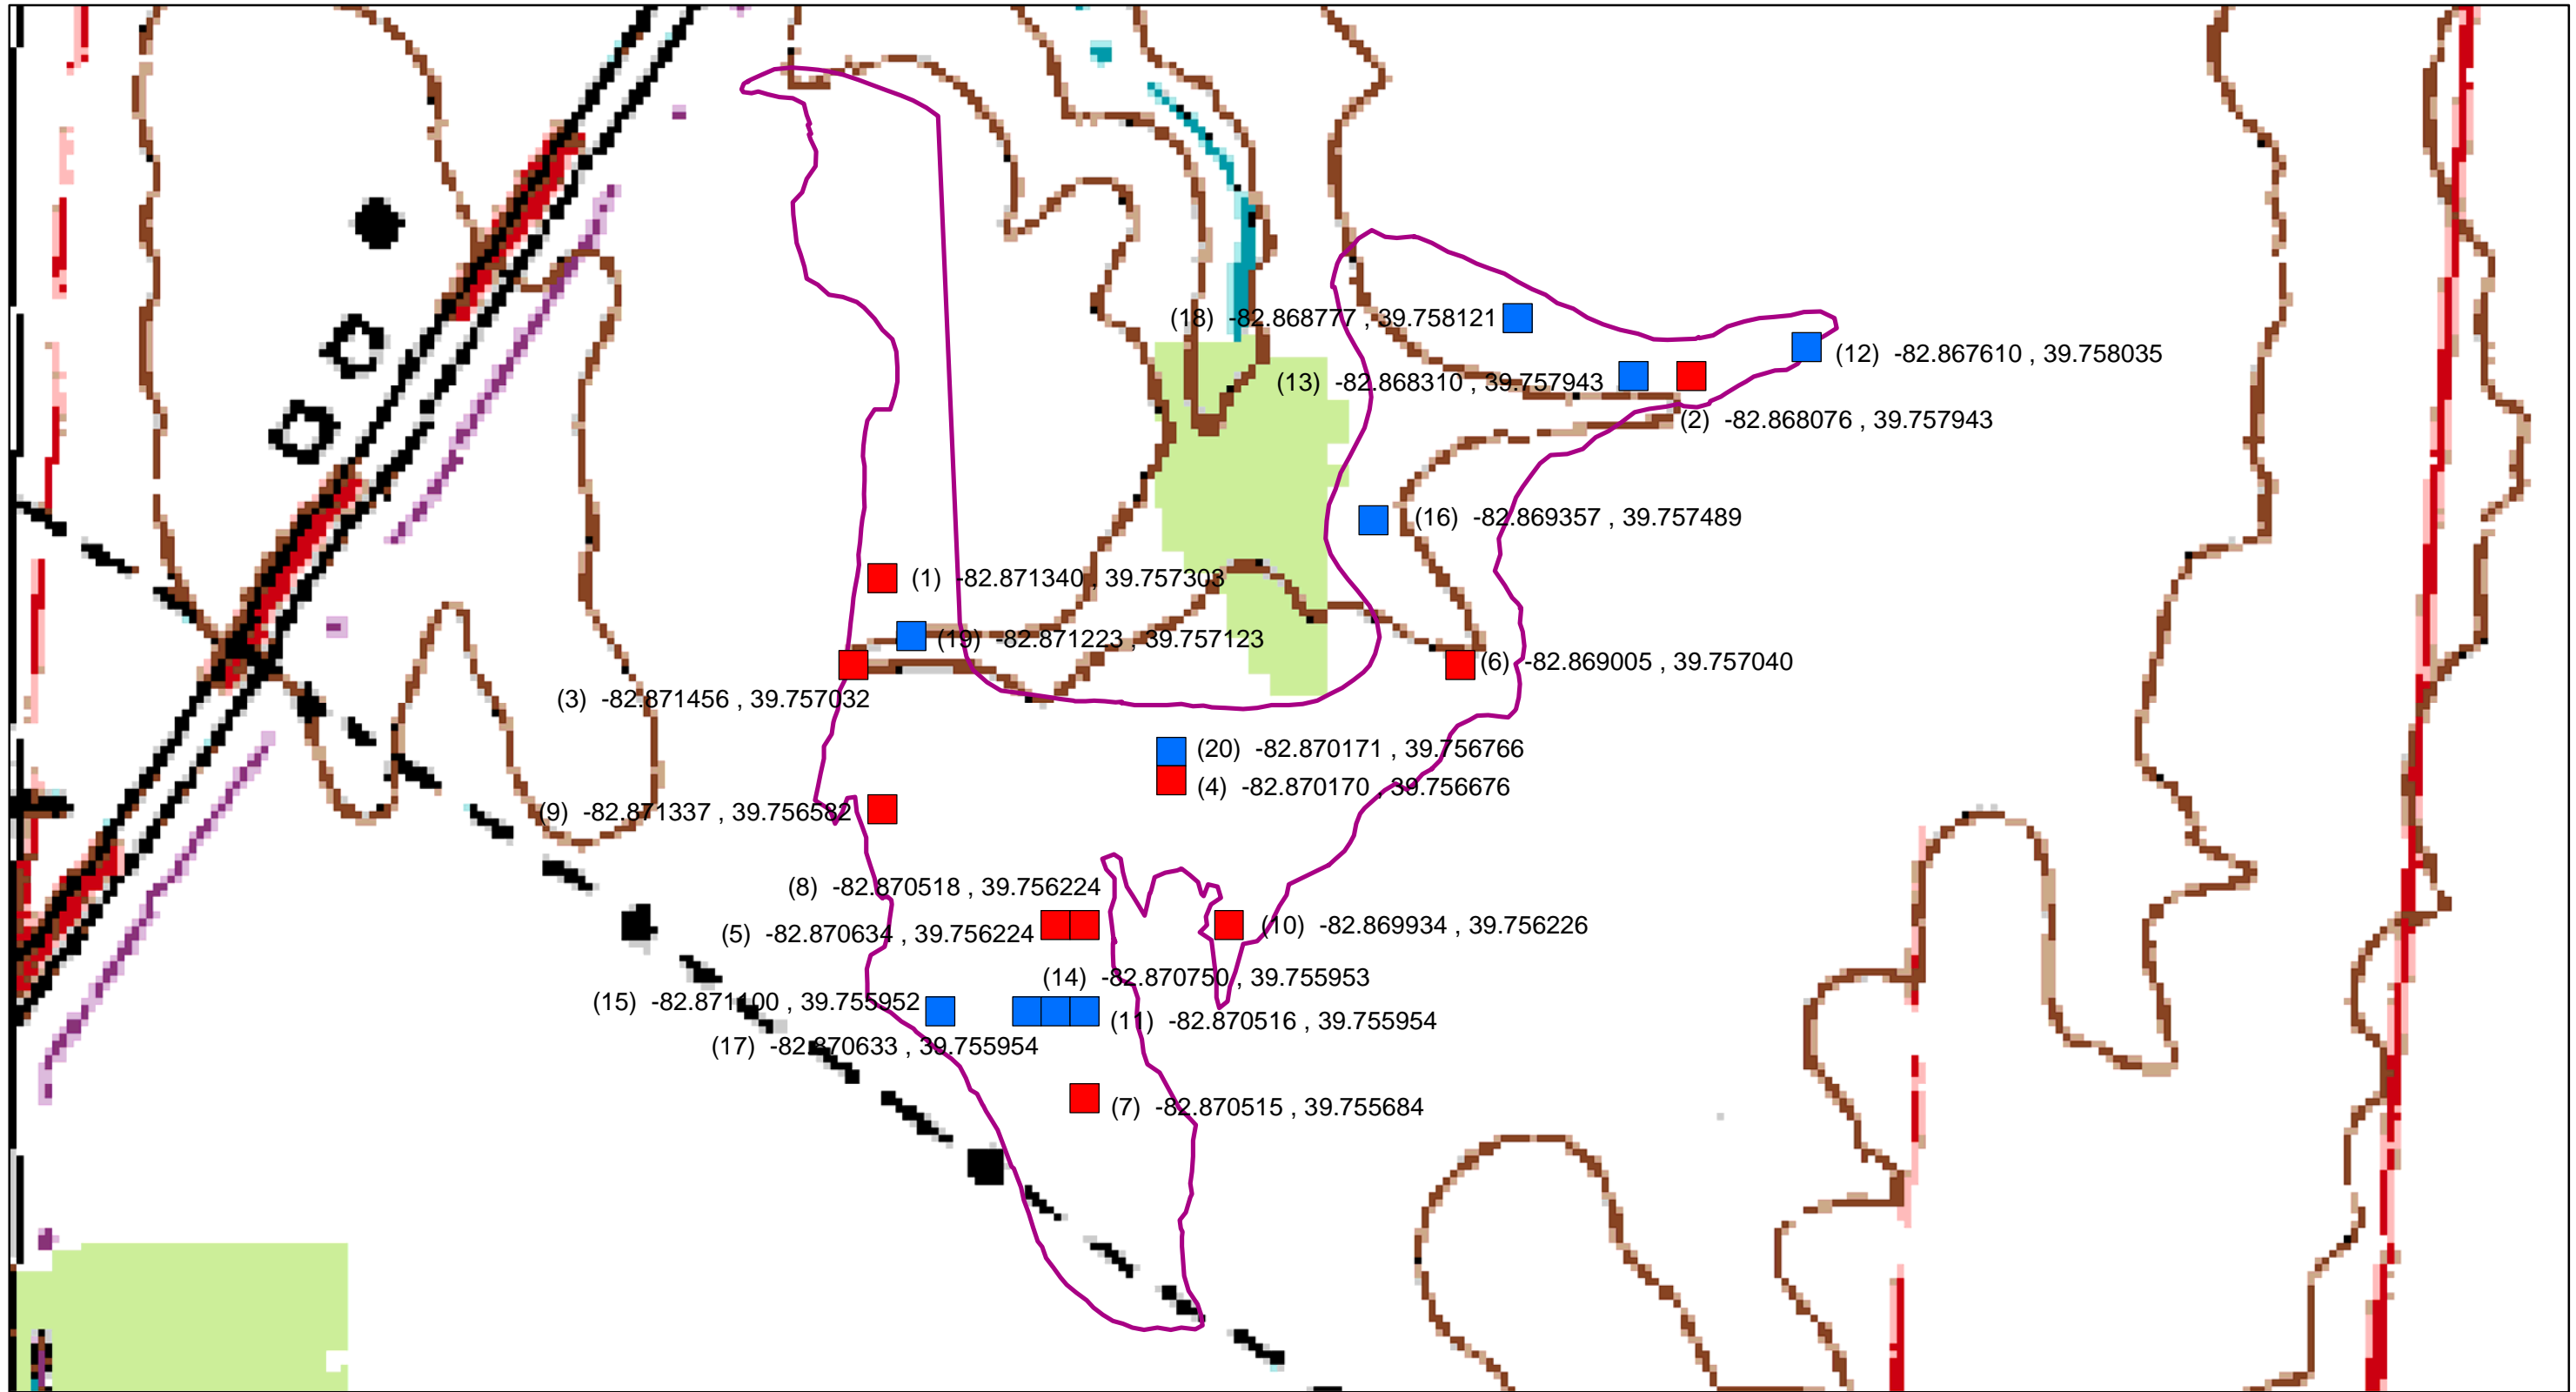 (18) -82.868777 , 39.758121
(12) -82.867610 , 39.758035
(13) -82.868310 , 39.757943
(2) -82.868076 , 39.757943
(16) -82.869357 , 39.757489
(1) -82.871340 , 39.757303
(19) -82.871223 , 39.757123
(6) -82.869005 , 39.757040
(3) -82.871456 , 39.757032
(20) -82.870171 , 39.756766
(4) -82.870170 , 39.756676
(9) -82.871337 , 39.756582
(8) -82.870518 , 39.756224
(10) -82.869934 , 39.756226
(5) -82.870634 , 39.756224
(14) -82.870750 , 39.755953
(15) -82.871100 , 39.755952
(11) -82.870516 , 39.755954
(17) -82.870633 , 39.755954
(7) -82.870515 , 39.755684